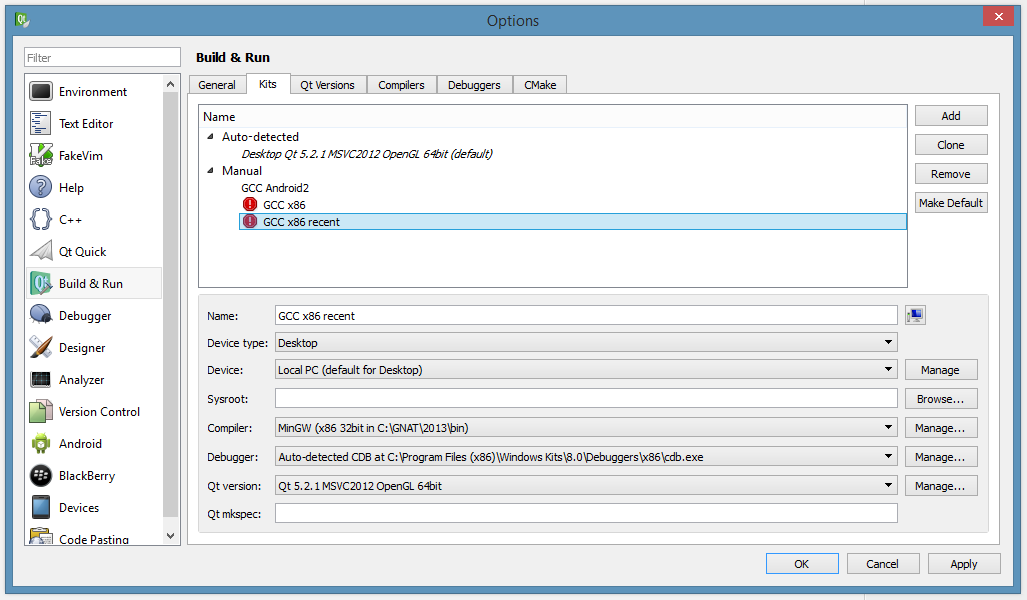 Options
Filter
Build & Run
Environment
Text Editor
FakeVim
Help
C++
Qt Quick
Build & Run
Debugger
Designer
Analyzer
Version Control
Android
BlackBerry
Devices
Code Pasting
General Kits Qt Versions Compilers Debuggers CMake
Name
Auto-detected
Desktop Qt 5.2.1 MSVC2012 OpenGL 64bit (default)
Manual
GCC Android2
GCC x86
GCC x86 recent
Add
Clone
Remove
Make Default
Name: GCC x86 recent
Device type: Desktop
Device: Local PC (default for Desktop) Manage
Sysroot: Browse...
Compiler: MinGW (x86 32bit in C:\GNAT\2013\bin) Manage...
Debugger: Auto-detected CDB at C:\Program Files (x86)\Windows Kits\8.0\Debuggers\x86\cdb.exe Manage...
Qt version: Qt 5.2.1 MSVC2012 OpenGL 64bit Manage...
Qt mkspec:
OK Cancel Apply